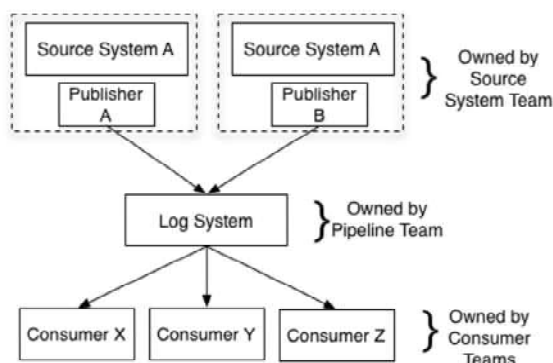 Source System A
Source System A
Publisher
A
Publisher
B
Owned by
Source
System Team
Log System
Owned by
Pipeline Team
Consumer X
Consumer Y
Consumer Z
Owned by
Consumer
Teams